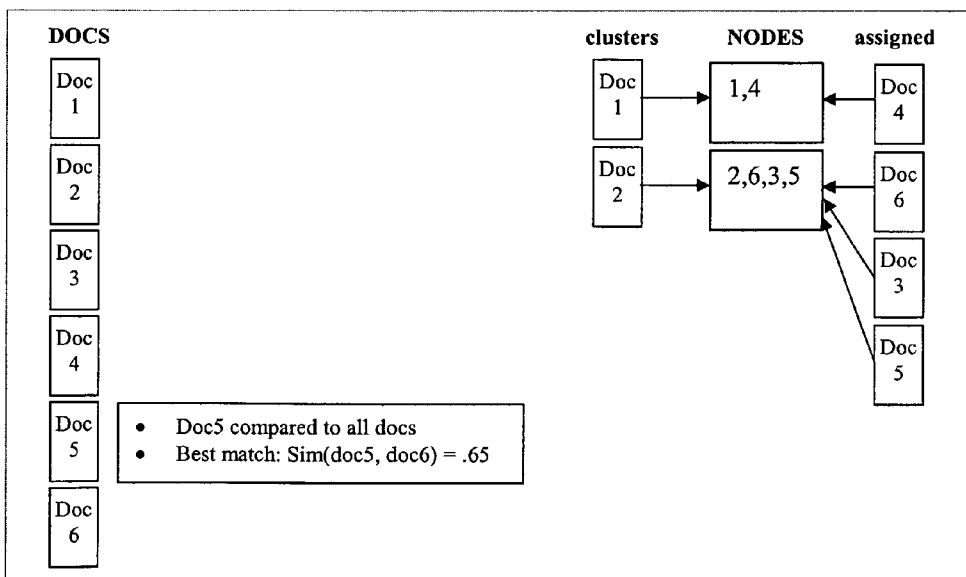 DOCS
Doc
1
Doc
2
Doc
3
Doc
4
Doc
5
Doc
6
• Doc5 compared to all docs
• Best match: Sim(doc5, doc6) = .65
clusters NODES assigned
Doc
1
1,4
Doc
4
Doc
2
2,6,3,5
Doc
6
Doc
3
Doc
5